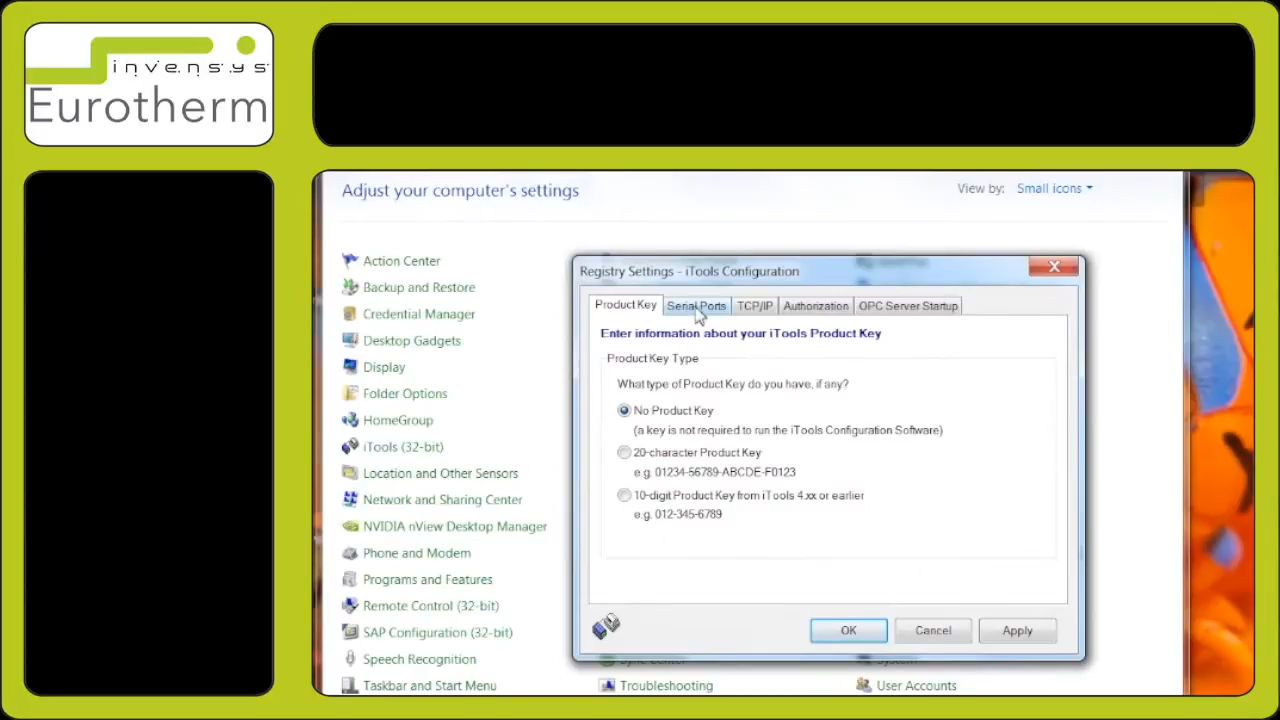 invensys
Eurotherm
Adjust your computer's settings
View by: Small icons
Action Center
Backup and Restore
Credential Manager
Desktop Gadgets
Display
Folder Options
HomeGroup
iTools (32-bit)
Location and Other Sensors
Network and Sharing Center
NVIDIA nView Desktop Manager
Phone and Modem
Programs and Features
Remote Control (32-bit)
SAP Configuration (32-bit)
Speech Recognition
Taskbar and Start Menu
Registry Settings - iTools Configuration
Product Key Serial Ports TCP/IP Authorization OPC Server Startup
Enter information about your iTools Product Key
Product Key Type
What type of Product Key do you have, if any?
No Product Key
(a key is not required to run the iTools Configuration Software)
20-character Product Key
e.g. 01234-56789-ABCDE-F0123
10-digit Product Key from iTools 4.xx or earlier
e.g. 012-345-6789
OK Cancel Apply
Troubleshooting
User Accounts